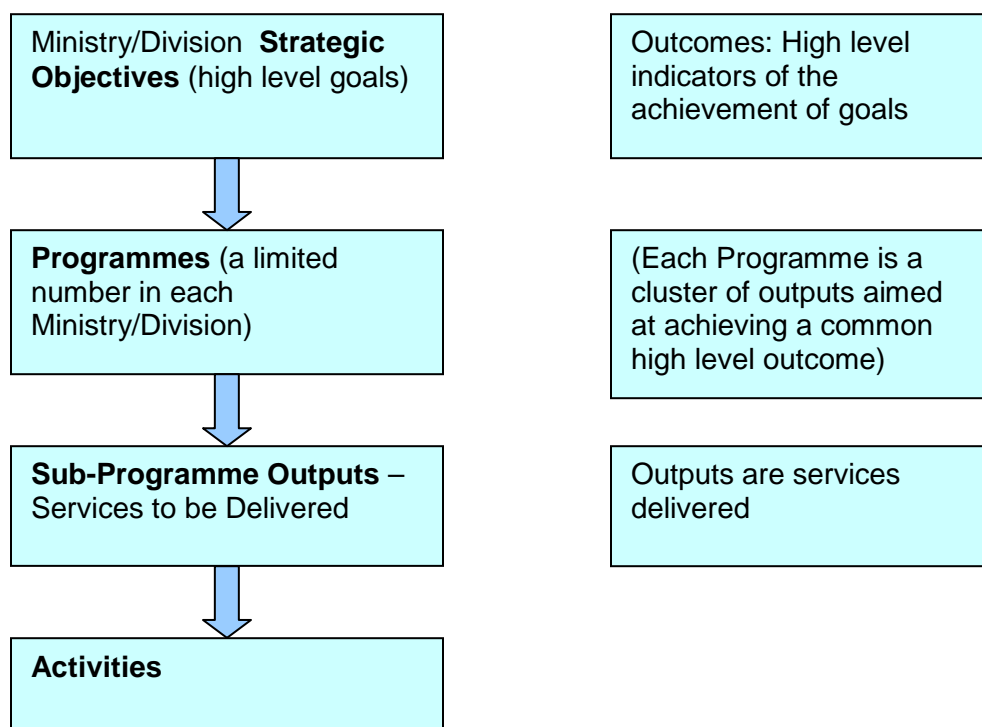 Ministry/Division Strategic
Objectives (high level goals)
Outcomes: High level
indicators of the
achievement of goals
Programmes (a limited
number in each
Ministry/Division)
(Each Programme is a
cluster of outputs aimed
at achieving a common
high level outcome)
Sub-Programme Outputs –
Services to be Delivered
Outputs are services
delivered
Activities